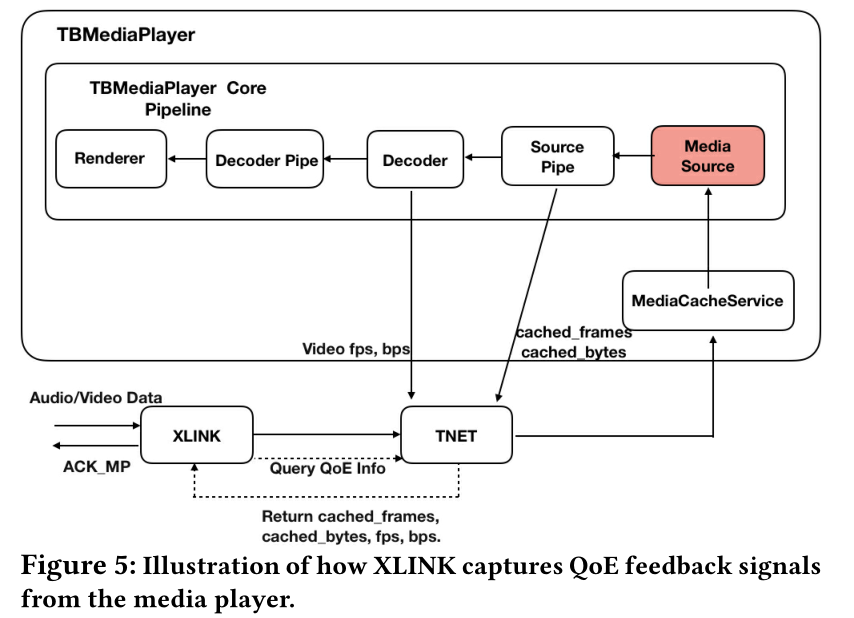 TBMediaPlayer
TBMediaPlayer Core
Pipeline
Renderer
Decoder Pipe
Decoder
Source
Pipe
Media
Source
MediaCacheService
Video fps, bps
cached_frames
cached_bytes
Audio/Video Data
XLINK
TNET
ACK_MP
Query QoE Info
Return cached_frames,
cached_bytes, fps, bps.
Figure 5: Illustration of how XLINK captures QoE feedback signals
from the media player.